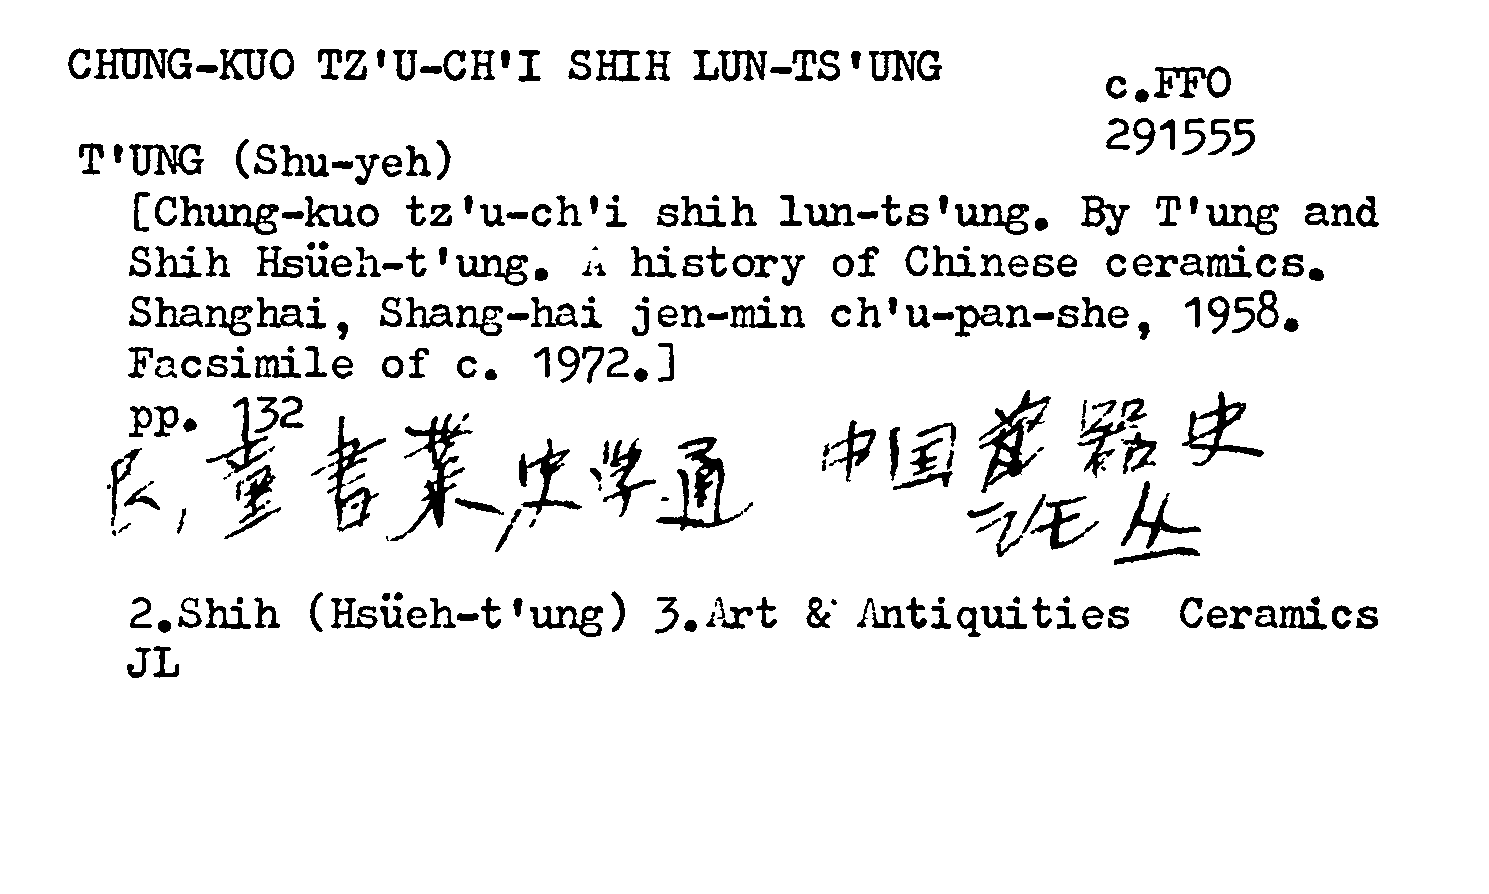 CHUNG-KUO TZ'U-CH'I SHIH LUN-TS'UNG
c.FFO
291555
T'UNG (Shu-yeh)
[Chung-kuo tz'u-ch'i shih lun-ts'ung. By T'ung and
Shih Hsüeh-t'ung. A history of Chinese ceramics.
Shanghai, Shang-hai jen-min ch'u-pan-she, 1958.
Facsimile of c. 1972.]
pp. 132
童書業, 史学通
中国瓷器史
论丛
2.Shih (Hsüeh-t'ung) 3.Art & Antiquities Ceramics
JL